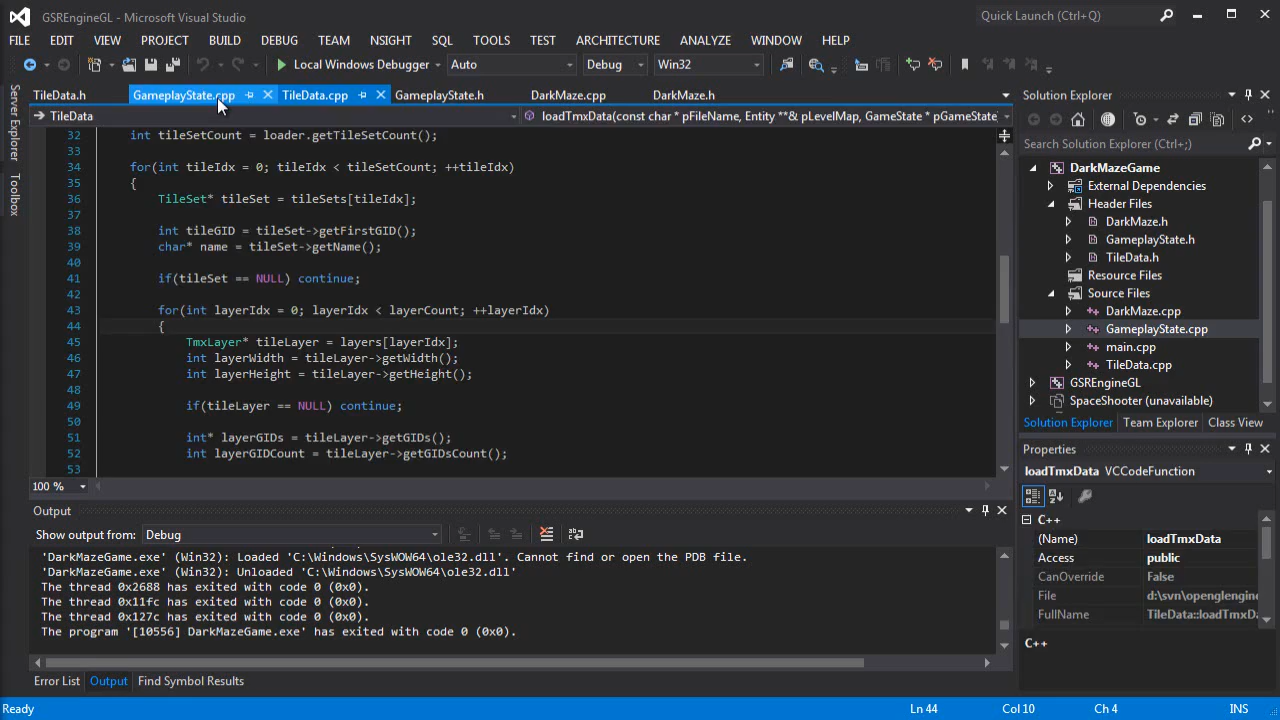 GSREngineGL - Microsoft Visual Studio
Quick Launch (Ctrl+Q)
FILE EDIT VIEW PROJECT BUILD DEBUG TEAM NSIGHT SQL TOOLS TEST ARCHITECTURE ANALYZE WINDOW HELP
Local Windows Debugger Auto Debug Win32
Server Explorer
Toolbox
TileData.h GameplayState.cpp TileData.cpp GameplayState.h DarkMaze.cpp DarkMaze.h
TileData loadTmxData(const char * pFileName, Entity **& pLevelMap, GameState * pGameState
32 int tileSetCount = loader.getTileSetCount();
33
34 for(int tileIdx = 0; tileIdx < tileSetCount; ++tileIdx)
35 {
36 TileSet* tileSet = tileSets[tileIdx];
37
38 int tileGID = tileSet->getFirstGID();
39 char* name = tileSet->getName();
40
41 if(tileSet == NULL) continue;
42
43 for(int layerIdx = 0; layerIdx < layerCount; ++layerIdx)
44 {
45 TmxLayer* tileLayer = layers[layerIdx];
46 int layerWidth = tileLayer->getWidth();
47 int layerHeight = tileLayer->getHeight();
48
49 if(tileLayer == NULL) continue;
50
51 int* layerGIDs = tileLayer->getGIDs();
52 int layerGIDCount = tileLayer->getGIDsCount();
53
100 %
Output
Show output from: Debug
'DarkMazeGame.exe' (Win32): Loaded 'C:\Windows\SysWOW64\ole32.dll'. Cannot find or open the PDB file.
'DarkMazeGame.exe' (Win32): Unloaded 'C:\Windows\SysWOW64\ole32.dll'
The thread 0x2688 has exited with code 0 (0x0).
The thread 0x11fc has exited with code 0 (0x0).
The thread 0x127c has exited with code 0 (0x0).
The program '[10556] DarkMazeGame.exe' has exited with code 0 (0x0).
Error List Output Find Symbol Results
Solution Explorer
Search Solution Explorer (Ctrl+;)
DarkMazeGame
External Dependencies
Header Files
DarkMaze.h
GameplayState.h
TileData.h
Resource Files
Source Files
DarkMaze.cpp
GameplayState.cpp
main.cpp
TileData.cpp
GSREngineGL
SpaceShooter (unavailable)
Solution Explorer Team Explorer Class View
Properties
loadTmxData VCCodeFunction
C++
(Name) loadTmxData
Access public
CanOverride False
File d:\svn\openglengine
FullName TileData::loadTmxDa
C++
Ready Ln 44 Col 10 Ch 4 INS